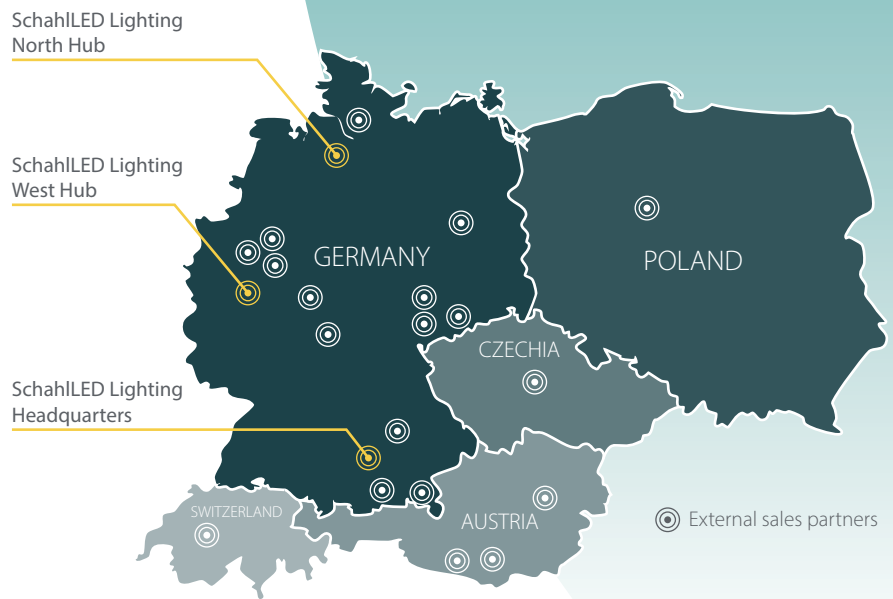 SchahlLED Lighting
North Hub
SchahlLED Lighting
West Hub
GERMANY
POLAND
CZECHIA
SchahlLED Lighting
Headquarters
SWITZERLAND
AUSTRIA
External sales partners